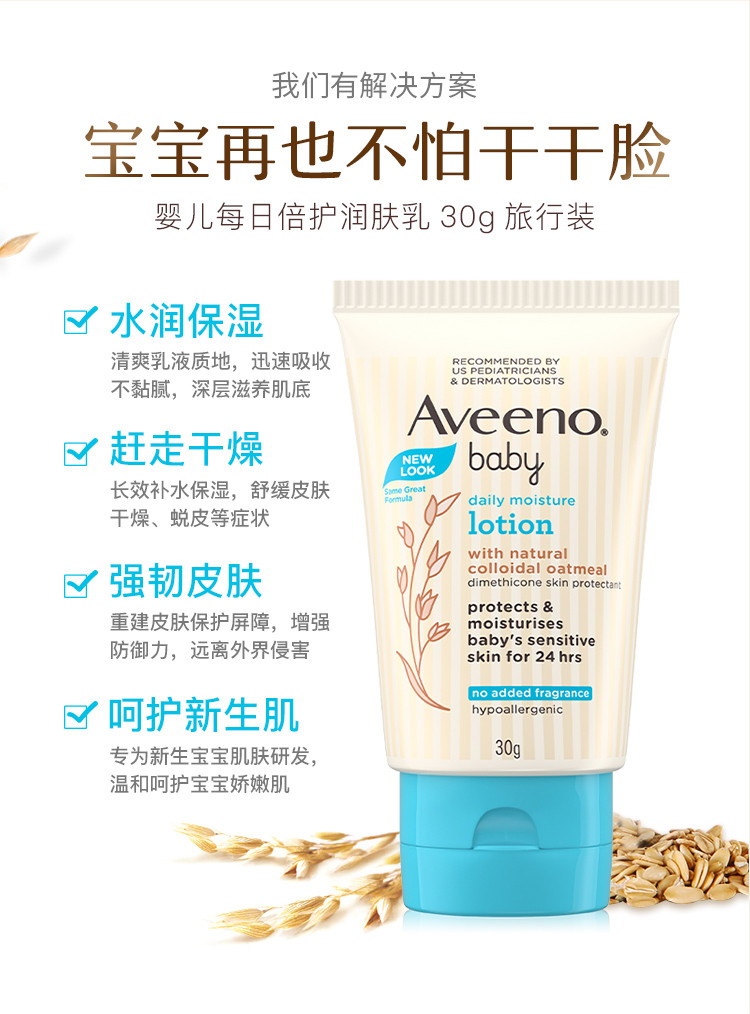 我们有解决方案
宝宝再也不怕干干脸
婴儿每日倍护润肤乳 30g 旅行装
水润保湿
清爽乳液质地，迅速吸收
不黏腻，深层滋养肌底
赶走干燥
长效补水保湿，舒缓皮肤
干燥、蜕皮等症状
强韧皮肤
重建皮肤保护屏障，增强
防御力，远离外界侵害
呵护新生肌
专为新生宝宝肌肤研发，
温和呵护宝宝娇嫩肌
RECOMMENDED BY
US PEDIATRICIANS
& DERMATOLOGISTS
Aveeno®
baby
NEW
LOOK
Same Great
Formula
daily moisture
lotion
with natural
colloidal oatmeal
dimethicone skin protectant
protects &
moisturises
baby's sensitive
skin for 24 hrs
no added fragrance
hypoallergenic
30g